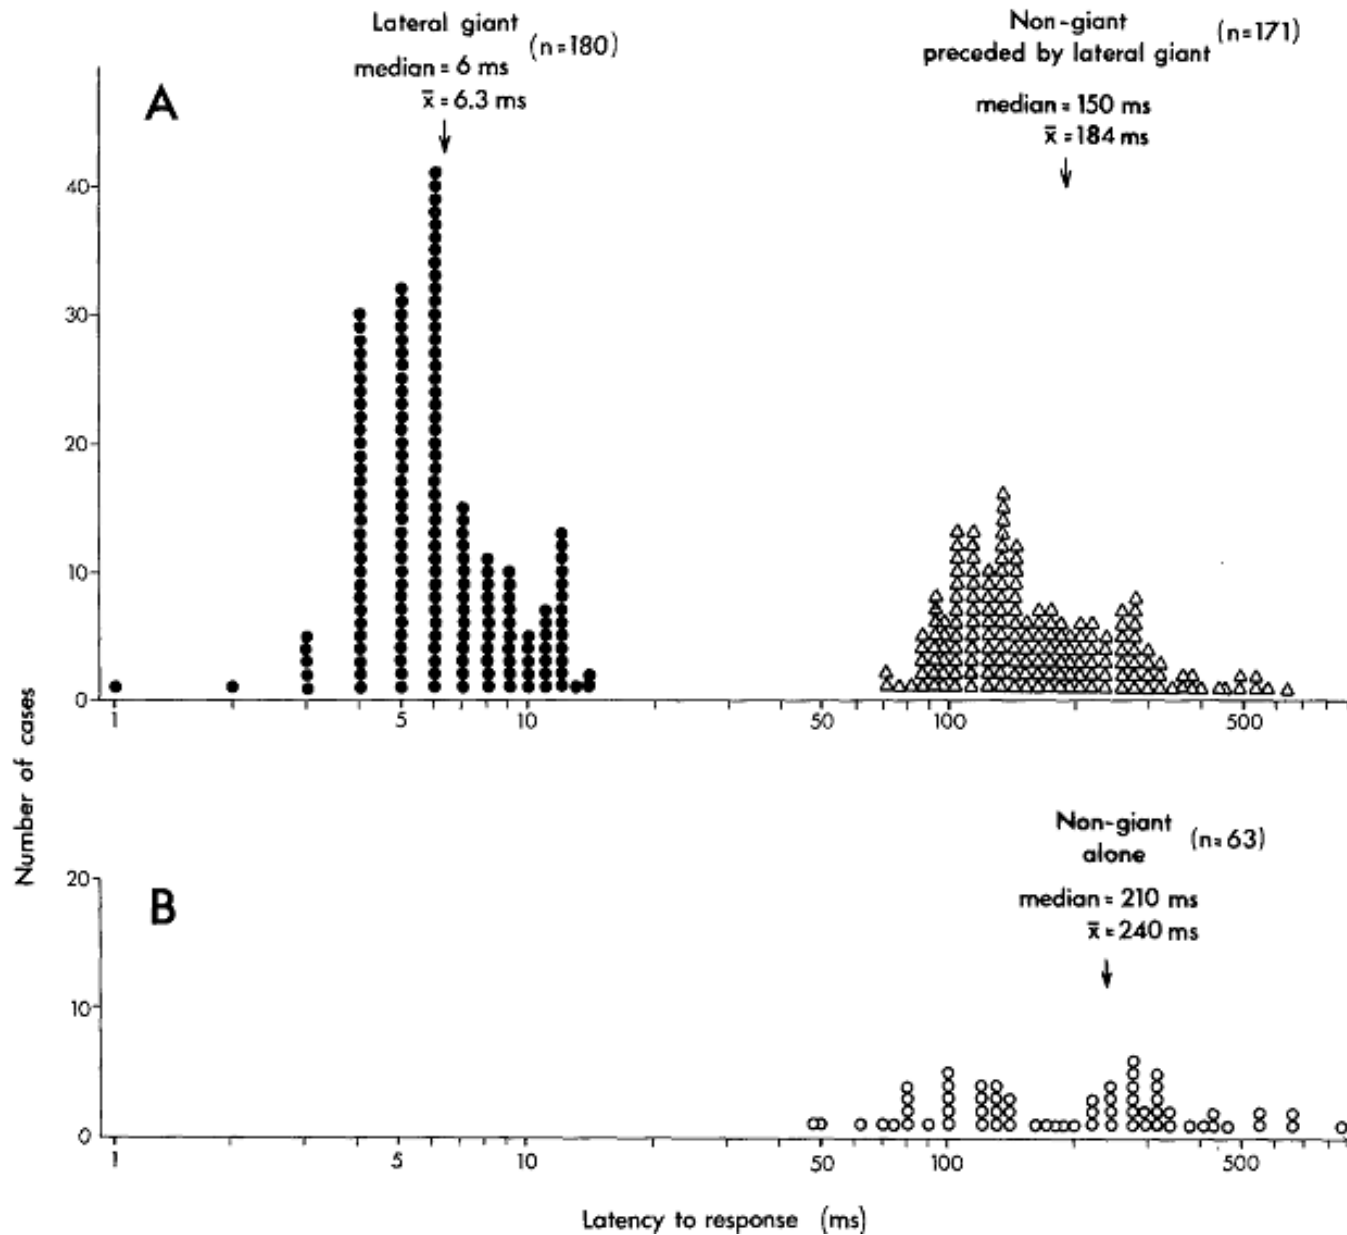 A
Lateral giant (n=180)
median = 6 ms
x̄ = 6.3 ms
Non-giant (n=171)
preceded by lateral giant
median = 150 ms
x̄ = 184 ms
40
30
20
10
0
1 5 10 50 100 500
Number of cases
B
Non-giant (n=63)
alone
median = 210 ms
x̄ = 240 ms
20
10
0
1 5 10 50 100 500
Latency to response (ms)